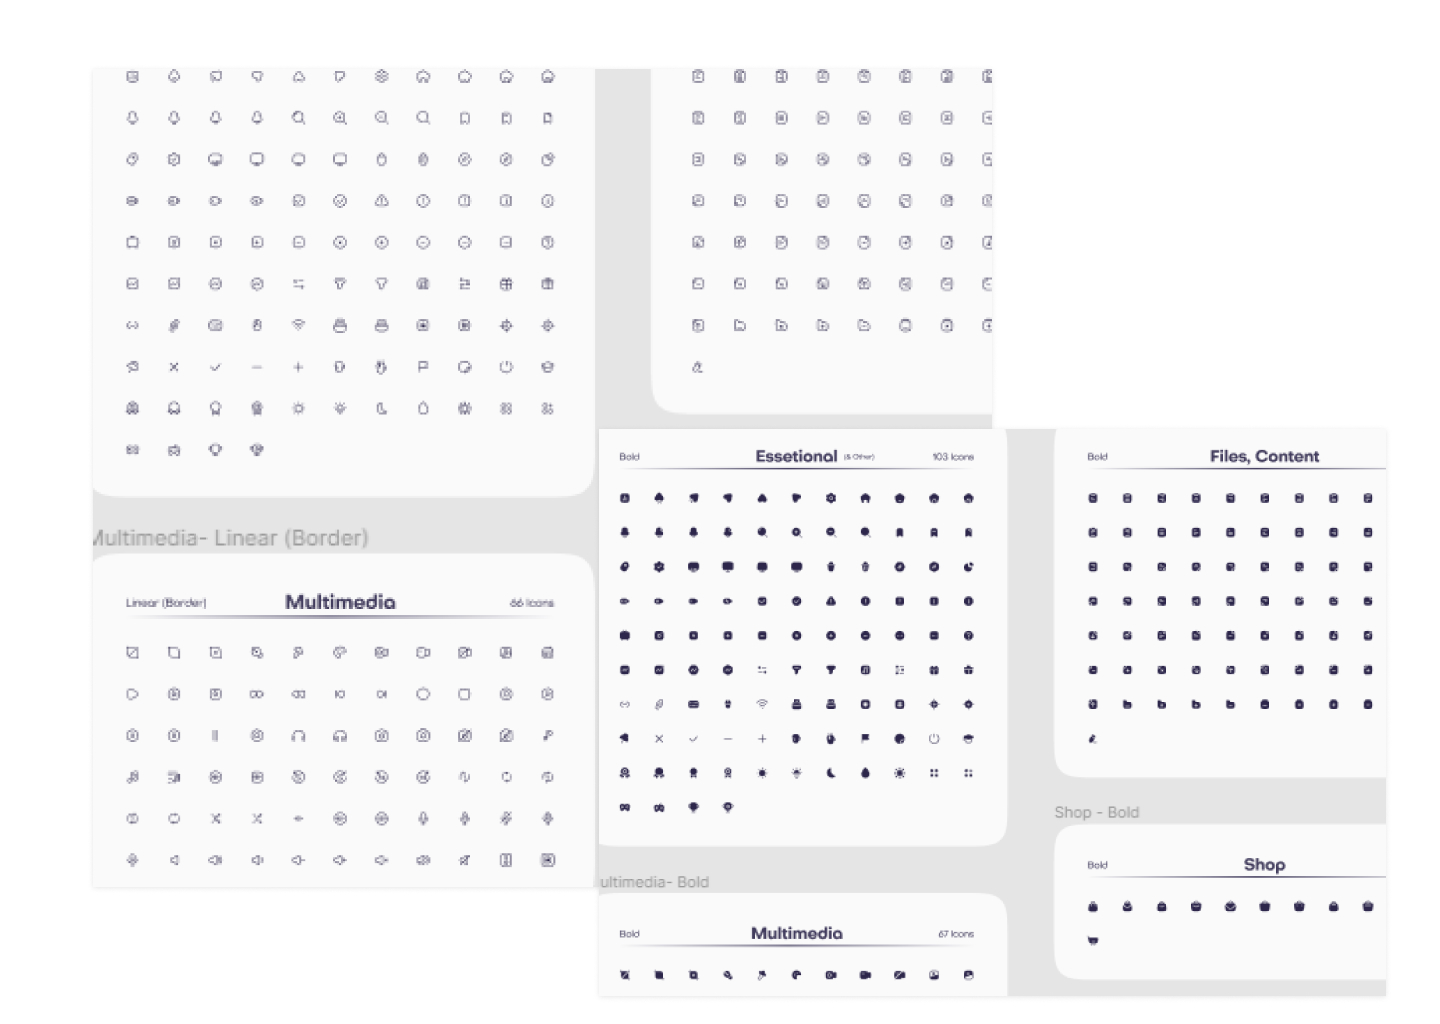 Multimedia- Linear (Border)
Linear (Border)
Multimedia
66 Icons
Bold
Essetional
(& Other)
103 Icons
Bold
Files, Content
Shop - Bold
Bold
Shop
ultimedia- Bold
Bold
Multimedia
67 Icons